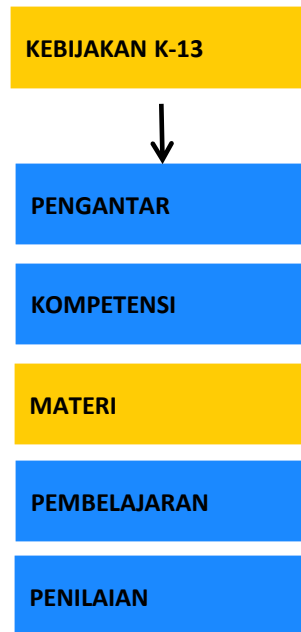 KEBIJAKAN K-13
PENGANTAR
KOMPETENSI
MATERI
PEMBELAJARAN
PENILAIAN